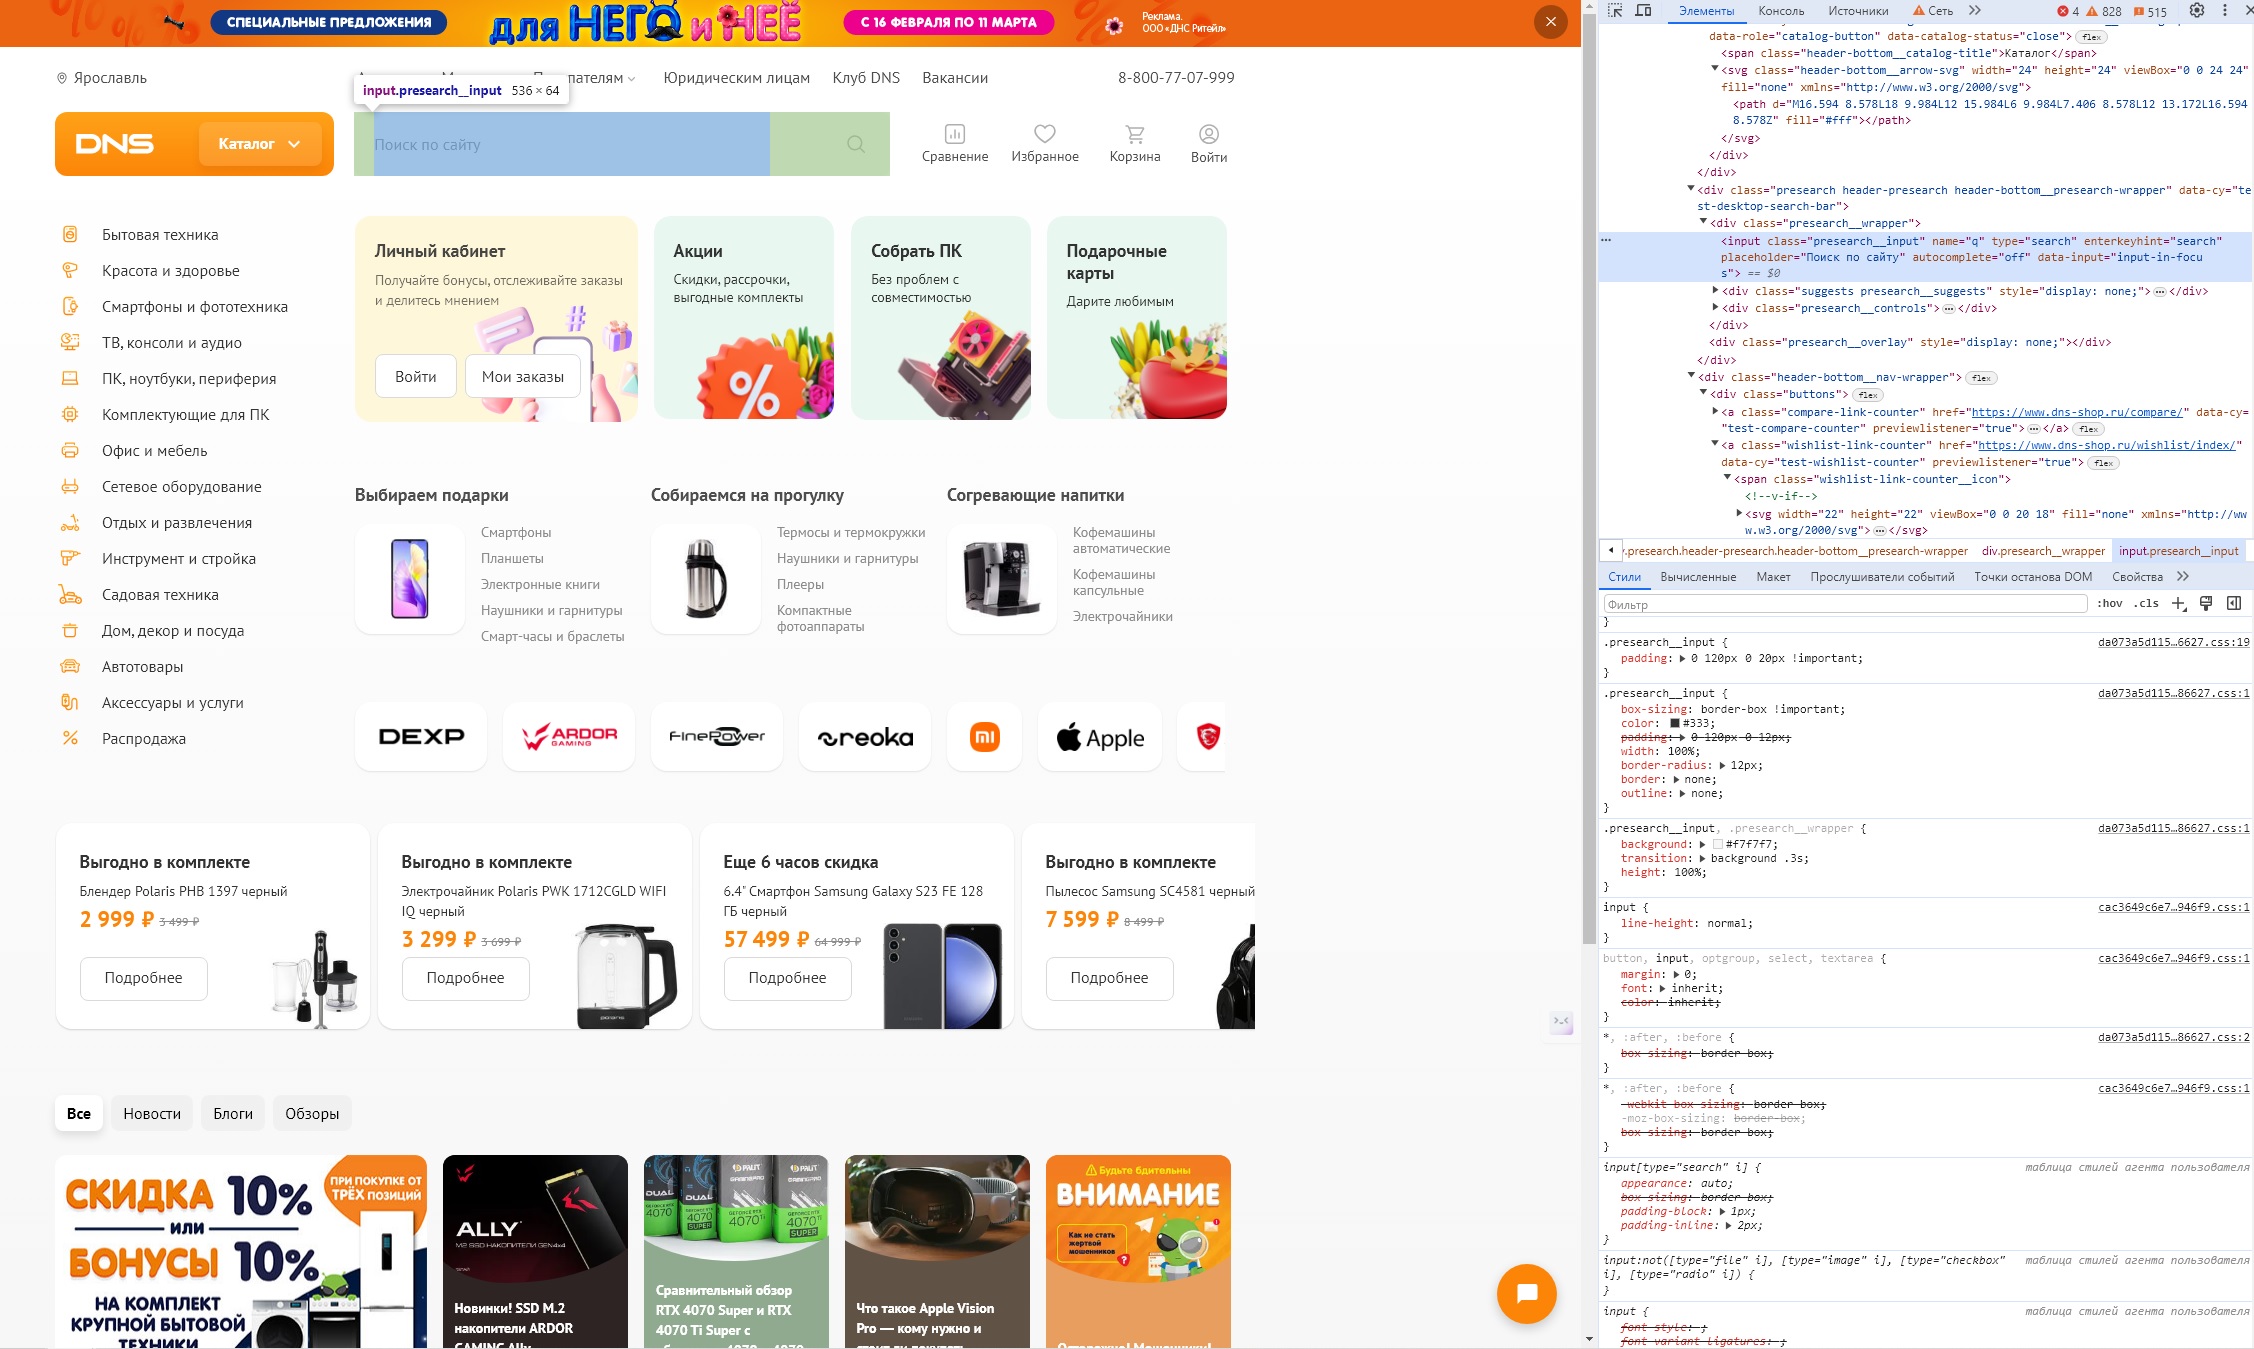 СПЕЦИАЛЬНЫЕ ПРЕДЛОЖЕНИЯ
для НЕГО и НЕЁ
С 16 ФЕВРАЛЯ ПО 11 МАРТА
Реклама.
ООО «ДНС Ритейл»
Ярославль
Юридическим лицам
Клуб DNS
Вакансии
8-800-77-07-999
input.presearch__input 536 × 64
DNS
Каталог
Поиск по сайту
Сравнение
Избранное
Корзина
Войти
Бытовая техника
Красота и здоровье
Смартфоны и фототехника
ТВ, консоли и аудио
ПК, ноутбуки, периферия
Комплектующие для ПК
Офис и мебель
Сетевое оборудование
Отдых и развлечения
Инструмент и стройка
Садовая техника
Дом, декор и посуда
Автотовары
Аксессуары и услуги
Распродажа
Личный кабинет
Получайте бонусы, отслеживайте заказы
и делитесь мнением
Войти
Мои заказы
Акции
Скидки, рассрочки,
выгодные комплекты
Собрать ПК
Без проблем с
совместимостью
Подарочные
карты
Дарите любимым
Выбираем подарки
Смартфоны
Планшеты
Электронные книги
Наушники и гарнитуры
Смарт-часы и браслеты
Собираемся на прогулку
Термосы и термокружки
Наушники и гарнитуры
Плееры
Компактные
фотоаппараты
Согревающие напитки
Кофемашины
автоматические
Кофемашины
капсульные
Электрочайники
DEXP
ARDOR
GAMING
FinePower
reoka
mi
Apple
Выгодно в комплекте
Блендер Polaris PHB 1397 черный
2 999 ₽ 3 499 ₽
Подробнее
Выгодно в комплекте
Электрочайник Polaris PWK 1712CGLD WIFI
IQ черный
3 299 ₽ 3 699 ₽
Подробнее
Еще 6 часов скидка
6.4" Смартфон Samsung Galaxy S23 FE 128
ГБ черный
57 499 ₽ 64 999 ₽
Подробнее
Выгодно в комплекте
Пылесос Samsung SC4581 черный
7 599 ₽ 8 499 ₽
Подробнее
Все
Новости
Блоги
Обзоры
СКИДКА 10%
или
БОНУСЫ 10%
НА КОМПЛЕКТ
КРУПНОЙ БЫТОВОЙ
ТЕХНИКИ
ПРИ ПОКУПКЕ ОТ
ТРЁХ ПОЗИЦИЙ
ALLY
M2 SSD НАКОПИТЕЛИ GEN4x4
Новинки! SSD M.2
накопители ARDOR
GAMING Ally
Сравнительный обзор
RTX 4070 Super и RTX
4070 Ti Super с
Что такое Apple Vision
Pro — кому нужно и
Будьте бдительны
ВНИМАНИЕ
Как не стать
жертвой
мошенников
Осторожно! Мошенники!
Элементы
Консоль
Источники
Сеть
4
828
515
data-role="catalog-button" data-catalog-status="close"> flex
<span class="header-bottom__catalog-title">Каталог</span>
<svg class="header-bottom__arrow-svg" width="24" height="24" viewBox="0 0 24 24"
fill="none" xmlns="http://www.w3.org/2000/svg">
<path d="M16.594 8.578L18 9.984L12 15.984L6 9.984L7.406 8.578L12 13.172L16.594
8.578Z" fill="#fff"></path>
</svg>
</div>
</div>
<div class="presearch header-presearch header-bottom__presearch-wrapper" data-cy="te
st-desktop-search-bar">
<div class="presearch__wrapper">
<input class="presearch__input" name="q" type="search" enterkeyhint="search"
placeholder="Поиск по сайту" autocomplete="off" data-input="input-in-focu
s"> == $0
<div class="suggests presearch__suggests" style="display: none;">…</div>
<div class="presearch__controls">…</div>
</div>
<div class="presearch__overlay" style="display: none;"></div>
</div>
<div class="header-bottom__nav-wrapper"> flex
<div class="buttons"> flex
<a class="compare-link-counter" href="https://www.dns-shop.ru/compare/" data-cy=
"test-compare-counter" previewlistener="true">…</a> flex
<a class="wishlist-link-counter" href="https://www.dns-shop.ru/wishlist/index/"
data-cy="test-wishlist-counter" previewlistener="true"> flex
<span class="wishlist-link-counter__icon">
<!--v-if-->
<svg width="22" height="22" viewBox="0 0 20 18" fill="none" xmlns="http://ww
w.w3.org/2000/svg">…</svg>
v.presearch.header-presearch.header-bottom__presearch-wrapper div.presearch__wrapper input.presearch__input
Стили
Вычисленные
Макет
Прослушиватели событий
Точки останова DOM
Свойства
Фильтр
:hov .cls
}
.presearch__input { da073a5d115…6627.css:19
padding: 0 120px 0 20px !important;
}
.presearch__input { da073a5d115…86627.css:1
box-sizing: border-box !important;
color: #333;
padding: 0 120px 0 12px;
width: 100%;
border-radius: 12px;
border: none;
outline: none;
}
.presearch__input, .presearch__wrapper { da073a5d115…86627.css:1
background: #f7f7f7;
transition: background .3s;
height: 100%;
}
input { cac3649c6e7…946f9.css:1
line-height: normal;
}
button, input, optgroup, select, textarea { cac3649c6e7…946f9.css:1
margin: 0;
font: inherit;
color: inherit;
}
*, :after, :before { da073a5d115…86627.css:2
box-sizing: border-box;
}
*, :after, :before { cac3649c6e7…946f9.css:1
-webkit-box-sizing: border-box;
-moz-box-sizing: border-box;
box-sizing: border-box;
}
input[type="search" i] { таблица стилей агента пользователя
appearance: auto;
box-sizing: border-box;
padding-block: 1px;
padding-inline: 2px;
}
input:not([type="file" i], [type="image" i], [type="checkbox" таблица стилей агента пользователя
i], [type="radio" i]) {
}
input { таблица стилей агента пользователя
font-style: ;
font-variant-ligatures: ;